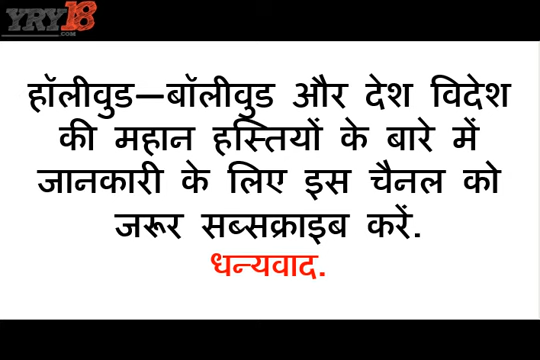 YRY18
.COM
हॉलीवुड–बॉलीवुड और देश विदेश
की महान हस्तियों के बारे में
जानकारी के लिए इस चैनल को
जरूर सब्सक्राइब करें.
धन्यवाद.